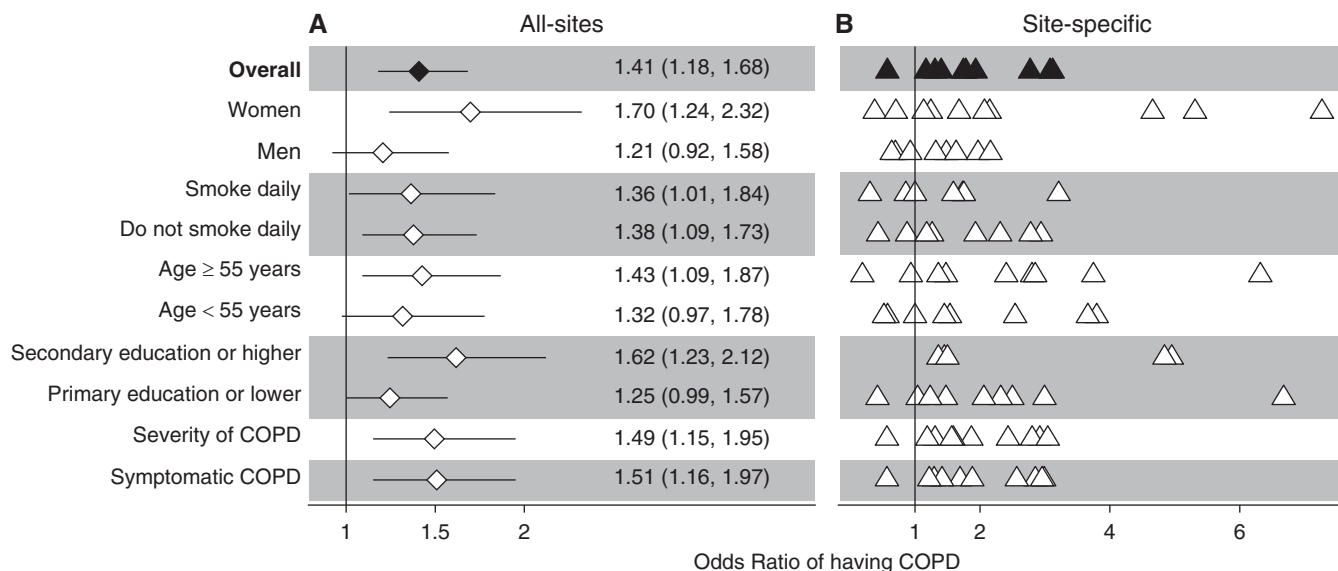 A All-sites B Site-specific
Overall 1.41 (1.18, 1.68)
Women 1.70 (1.24, 2.32)
Men 1.21 (0.92, 1.58)
Smoke daily 1.36 (1.01, 1.84)
Do not smoke daily 1.38 (1.09, 1.73)
Age ≥ 55 years 1.43 (1.09, 1.87)
Age < 55 years 1.32 (0.97, 1.78)
Secondary education or higher 1.62 (1.23, 2.12)
Primary education or lower 1.25 (0.99, 1.57)
Severity of COPD 1.49 (1.15, 1.95)
Symptomatic COPD 1.51 (1.16, 1.97)
1 1.5 2 1 2 4 6
Odds Ratio of having COPD